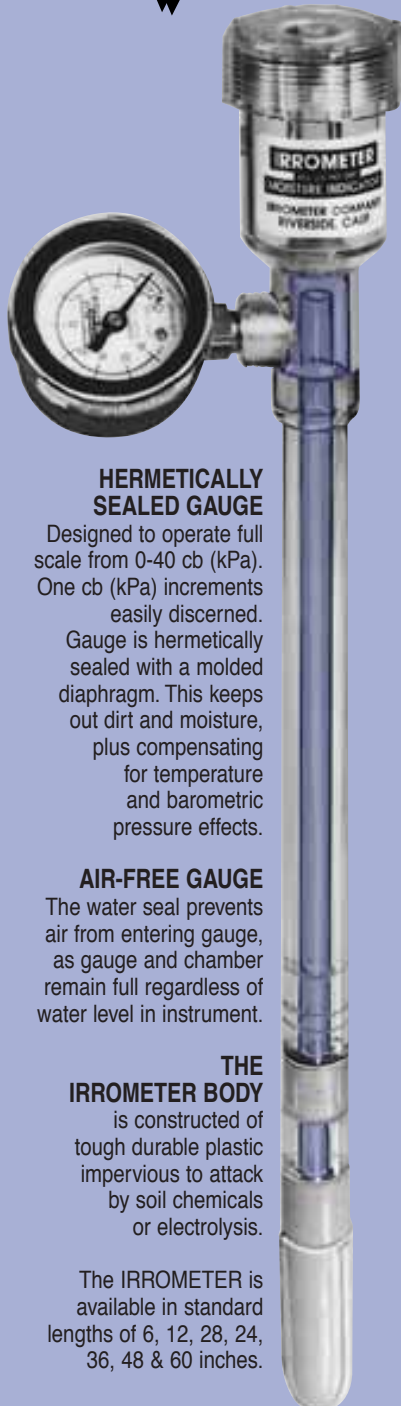 IRROMETER
MOISTURE INDICATOR
IRROMETER COMPANY
RIVERSIDE, CALIF
HERMETICALLY
SEALED GAUGE
Designed to operate full
scale from 0-40 cb (kPa).
One cb (kPa) increments
easily discerned.
Gauge is hermetically
sealed with a molded
diaphragm. This keeps
out dirt and moisture,
plus compensating
for temperature
and barometric
pressure effects.
AIR-FREE GAUGE
The water seal prevents
air from entering gauge,
as gauge and chamber
remain full regardless of
water level in instrument.
THE
IRROMETER BODY
is constructed of
tough durable plastic
impervious to attack
by soil chemicals
or electrolysis.
The IRROMETER is
available in standard
lengths of 6, 12, 28, 24,
36, 48 & 60 inches.